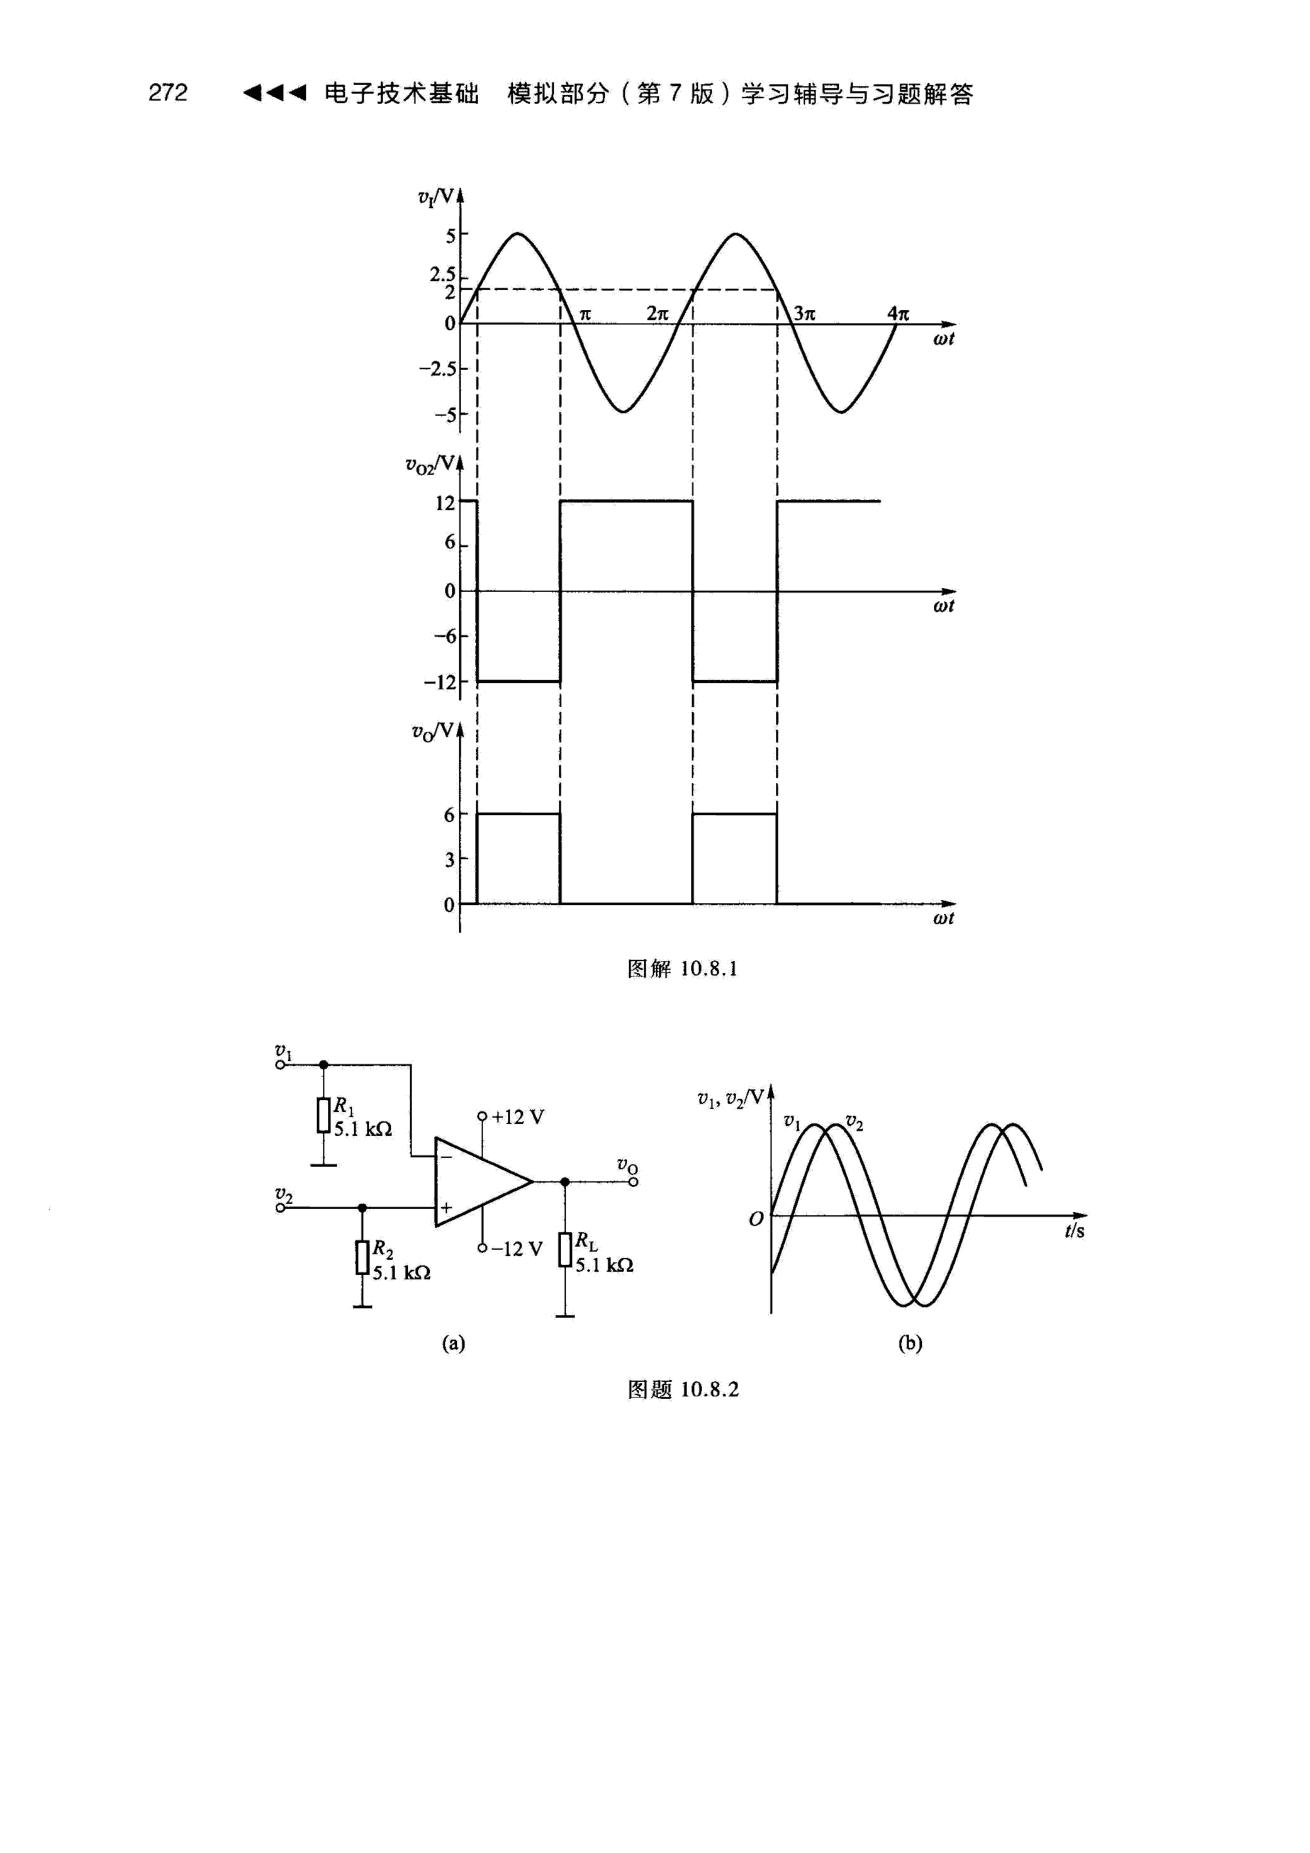 272 ◀◀◀ 电子技术基础 模拟部分（第 7 版）学习辅导与习题解答
v_I/V
5
2.5
2
0
π
2π
3π
4π
ωt
−2.5
−5
v_O2/V
12
6
0
ωt
−6
−12
v_O/V
6
3
0
ωt
图解 10.8.1
v_1
R_1
5.1 kΩ
+12 V
−
v_O
v_2
+
R_2
5.1 kΩ
−12 V
R_L
5.1 kΩ
(a)
v_1, v_2/V
v_1
v_2
O
t/s
(b)
图题 10.8.2